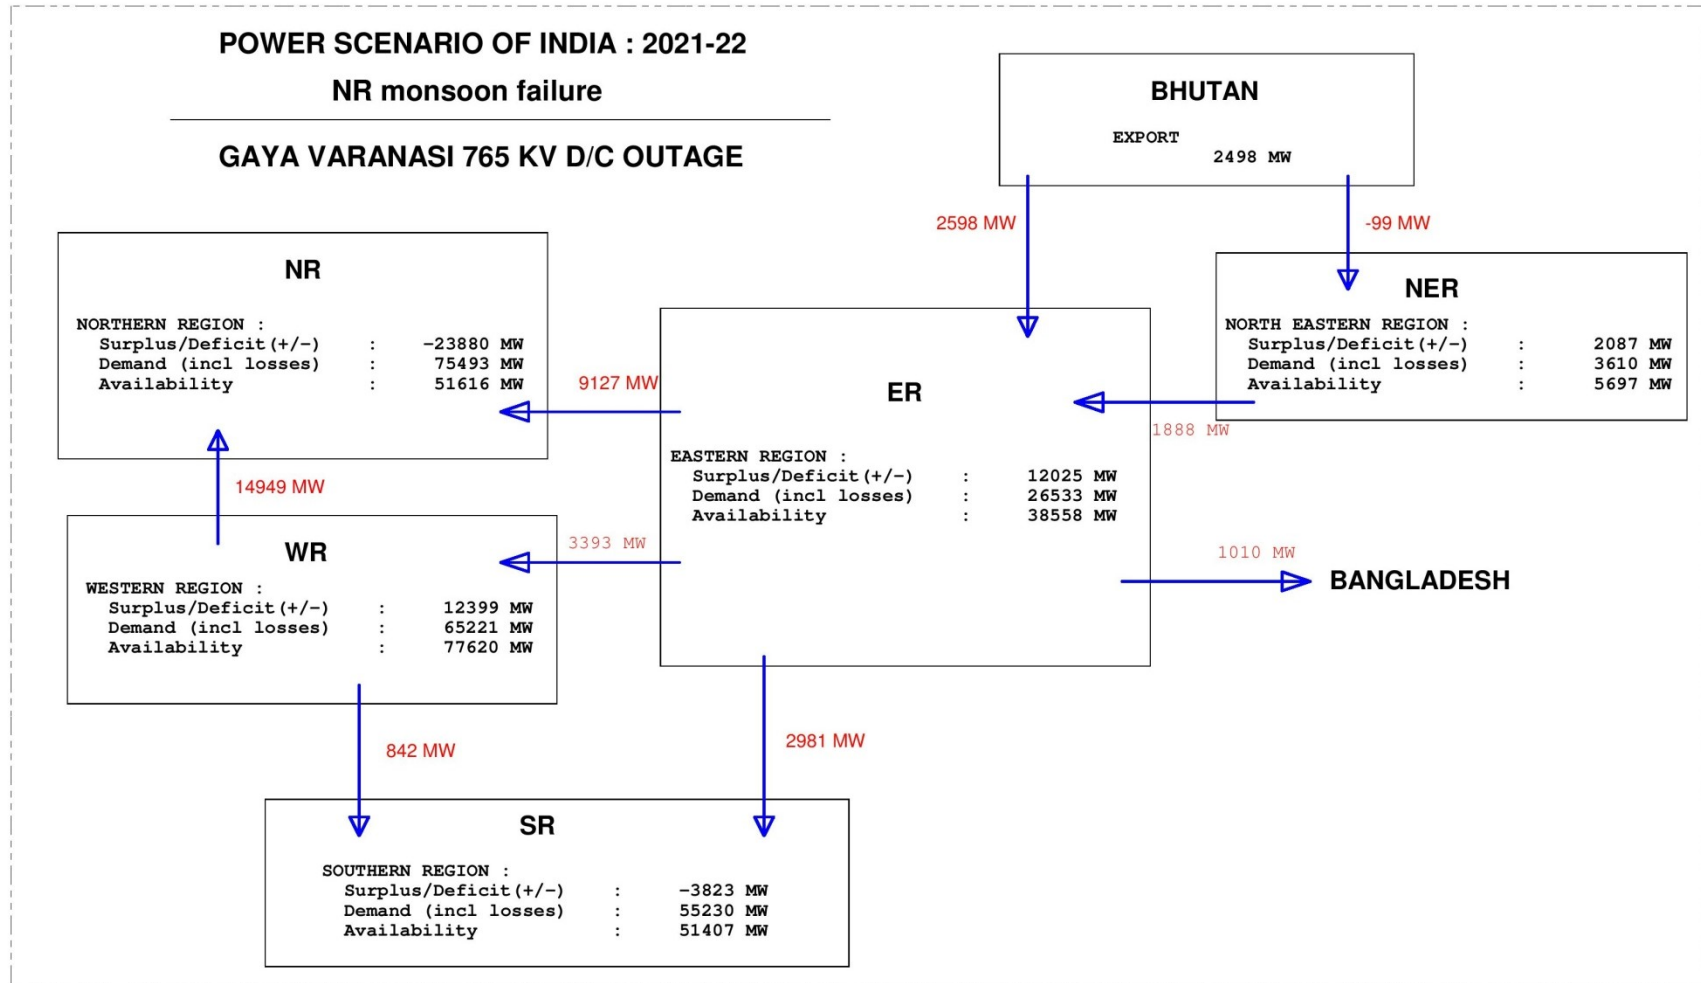 POWER SCENARIO OF INDIA : 2021-22
NR monsoon failure
GAYA VARANASI 765 KV D/C OUTAGE
BHUTAN
EXPORT
2498 MW
2598 MW
-99 MW
NR
NORTHERN REGION :
Surplus/Deficit(+/-) : -23880 MW
Demand (incl losses) : 75493 MW
Availability : 51616 MW
NER
NORTH EASTERN REGION :
Surplus/Deficit(+/-) : 2087 MW
Demand (incl losses) : 3610 MW
Availability : 5697 MW
9127 MW
ER
EASTERN REGION :
Surplus/Deficit(+/-) : 12025 MW
Demand (incl losses) : 26533 MW
Availability : 38558 MW
1888 MW
14949 MW
WR
WESTERN REGION :
Surplus/Deficit(+/-) : 12399 MW
Demand (incl losses) : 65221 MW
Availability : 77620 MW
3393 MW
1010 MW
BANGLADESH
842 MW
2981 MW
SR
SOUTHERN REGION :
Surplus/Deficit(+/-) : -3823 MW
Demand (incl losses) : 55230 MW
Availability : 51407 MW